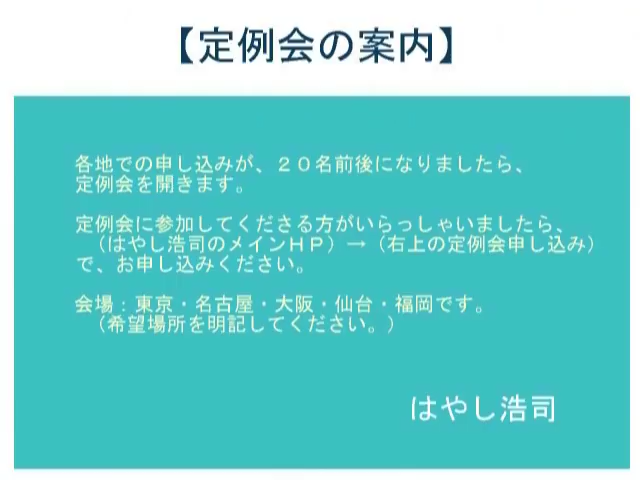 【定例会の案内】
各地での申し込みが、２０名前後になりましたら、
定例会を開きます。
定例会に参加してくださる方がいらっしゃいましたら、
（はやし浩司のメインＨＰ）→（右上の定例会申し込み）
で、お申し込みください。
会場：東京・名古屋・大阪・仙台・福岡です。
（希望場所を明記してください。）
はやし浩司